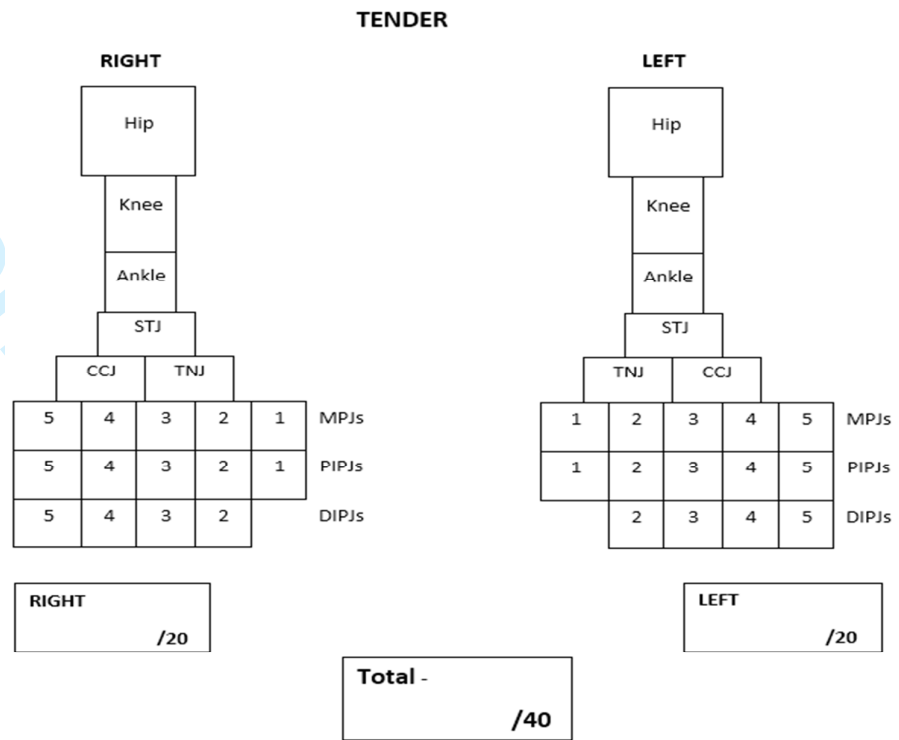 TENDER
RIGHT LEFT
Hip Hip
Knee Knee
Ankle Ankle
STJ STJ
CCJ TNJ TNJ CCJ
5 4 3 2 1 MPJs 1 2 3 4 5 MPJs
5 4 3 2 1 PIPJs 1 2 3 4 5 PIPJs
5 4 3 2 DIPJs 2 3 4 5 DIPJs
RIGHT LEFT
/20 /20
Total -
/40